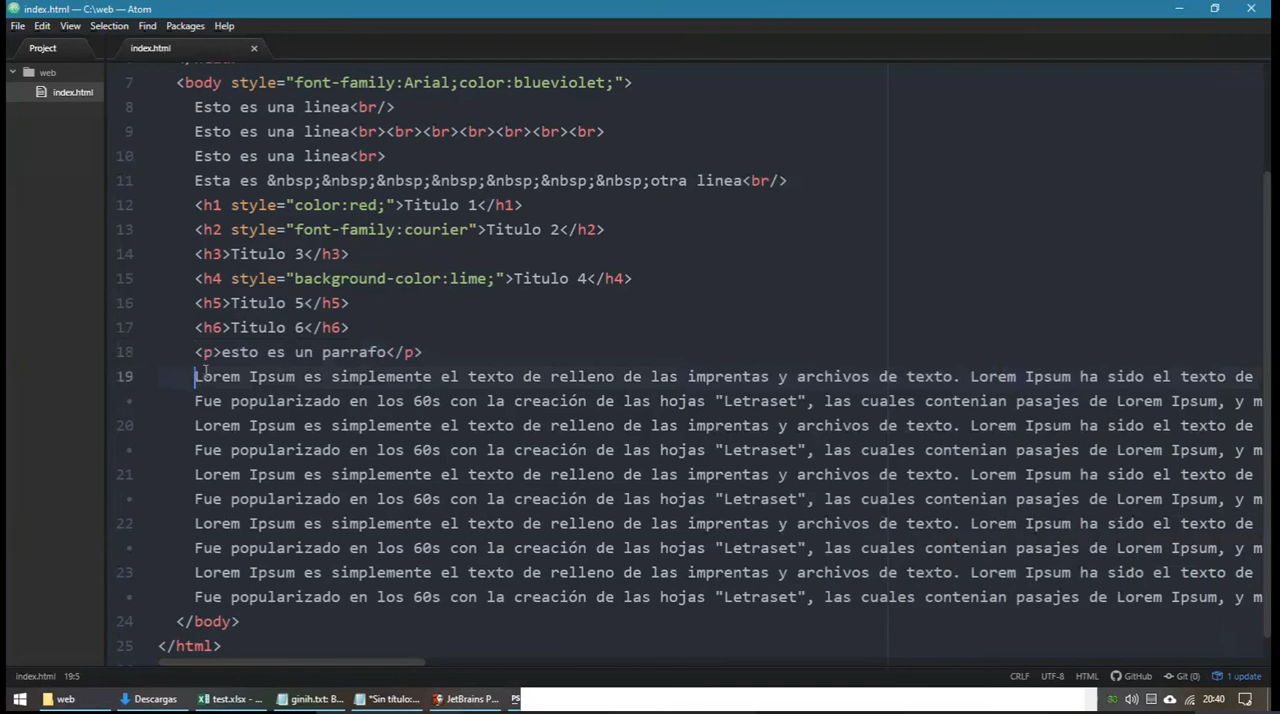 index.html — C:\web — Atom
File Edit View Selection Find Packages Help
Project
index.html
web
index.html
7 <body style="font-family:Arial;color:blueviolet;">
8 Esto es una linea<br/>
9 Esto es una linea<br><br><br><br><br><br><br>
10 Esto es una linea<br>
11 Esta es &nbsp;&nbsp;&nbsp;&nbsp;&nbsp;&nbsp;&nbsp;otra linea<br/>
12 <h1 style="color:red;">Titulo 1</h1>
13 <h2 style="font-family:courier">Titulo 2</h2>
14 <h3>Titulo 3</h3>
15 <h4 style="background-color:lime;">Titulo 4</h4>
16 <h5>Titulo 5</h5>
17 <h6>Titulo 6</h6>
18 <p>esto es un parrafo</p>
19 Lorem Ipsum es simplemente el texto de relleno de las imprentas y archivos de texto. Lorem Ipsum ha sido el texto de
• Fue popularizado en los 60s con la creación de las hojas "Letraset", las cuales contenian pasajes de Lorem Ipsum, y m
20 Lorem Ipsum es simplemente el texto de relleno de las imprentas y archivos de texto. Lorem Ipsum ha sido el texto de
• Fue popularizado en los 60s con la creación de las hojas "Letraset", las cuales contenian pasajes de Lorem Ipsum, y m
21 Lorem Ipsum es simplemente el texto de relleno de las imprentas y archivos de texto. Lorem Ipsum ha sido el texto de
• Fue popularizado en los 60s con la creación de las hojas "Letraset", las cuales contenian pasajes de Lorem Ipsum, y m
22 Lorem Ipsum es simplemente el texto de relleno de las imprentas y archivos de texto. Lorem Ipsum ha sido el texto de
• Fue popularizado en los 60s con la creación de las hojas "Letraset", las cuales contenian pasajes de Lorem Ipsum, y m
23 Lorem Ipsum es simplemente el texto de relleno de las imprentas y archivos de texto. Lorem Ipsum ha sido el texto de
• Fue popularizado en los 60s con la creación de las hojas "Letraset", las cuales contenian pasajes de Lorem Ipsum, y m
24 </body>
25 </html>
index.html 19:5 CRLF UTF-8 HTML GitHub Git (0) 1 update
web Descargas test.xlsx - ... ginih.txt: B... *Sin título:... JetBrains P... PS 20:40